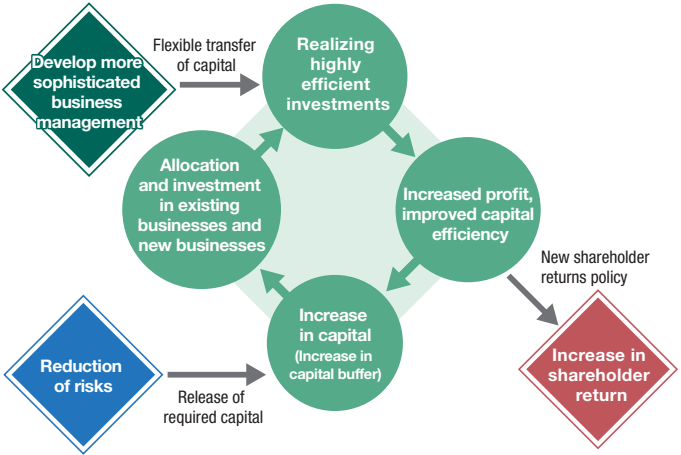 Develop more
sophisticated
business
management
Flexible transfer
of capital
Realizing
highly
efficient
investments
Allocation
and investment
in existing
businesses and
new businesses
Increased profit,
improved capital
efficiency
New shareholder
returns policy
Increase
in capital
(Increase in
capital buffer)
Reduction
of risks
Release of
required capital
Increase in
shareholder
return